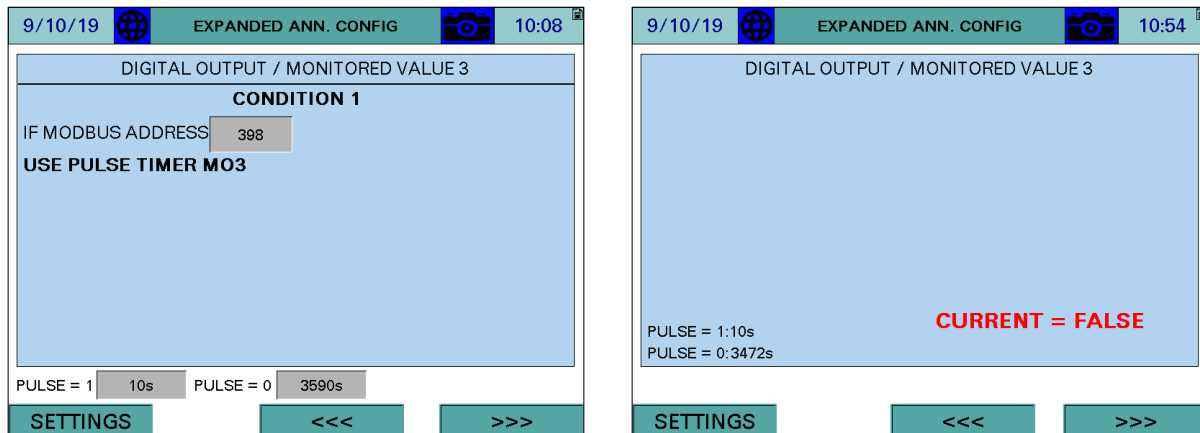 9/10/19 EXPANDED ANN. CONFIG 10:08
DIGITAL OUTPUT / MONITORED VALUE 3
CONDITION 1
IF MODBUS ADDRESS 398
USE PULSE TIMER MO3
PULSE = 1 10s PULSE = 0 3590s
SETTINGS <<< >>>
9/10/19 EXPANDED ANN. CONFIG 10:54
DIGITAL OUTPUT / MONITORED VALUE 3
CURRENT = FALSE
PULSE = 1:10s
PULSE = 0:3472s
SETTINGS <<< >>>